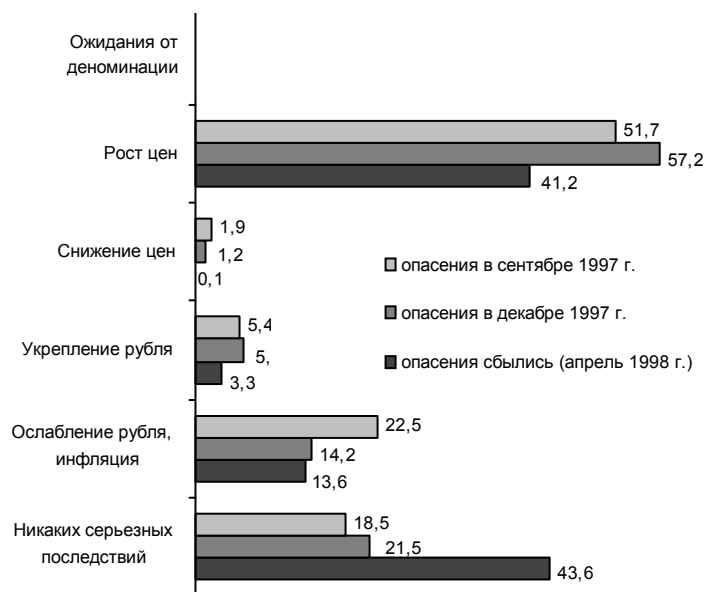 Ожидания от
деноминации
Рост цен
51,7
57,2
41,2
Снижение цен
1,9
1,2
0,1
опасения в сентябре 1997 г.
опасения в декабре 1997 г.
опасения сбылись (апрель 1998 г.)
Укрепление рубля
5,4
5,
3,3
Ослабление рубля,
инфляция
22,5
14,2
13,6
Никаких серьезных
последствий
18,5
21,5
43,6